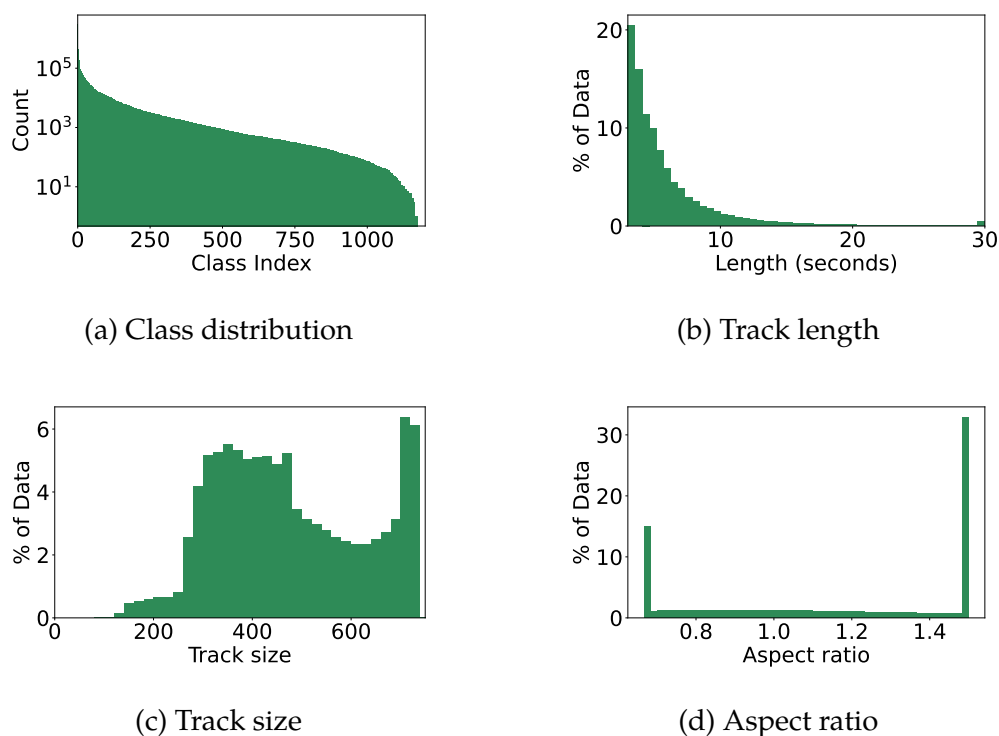 Count
10^5
10^3
10^1
0 250 500 750 1000
Class Index
(a) Class distribution
% of Data
20
10
0
10 20 30
Length (seconds)
(b) Track length
% of Data
6
4
2
0
0 200 400 600
Track size
(c) Track size
% of Data
30
20
10
0
0.8 1.0 1.2 1.4
Aspect ratio
(d) Aspect ratio